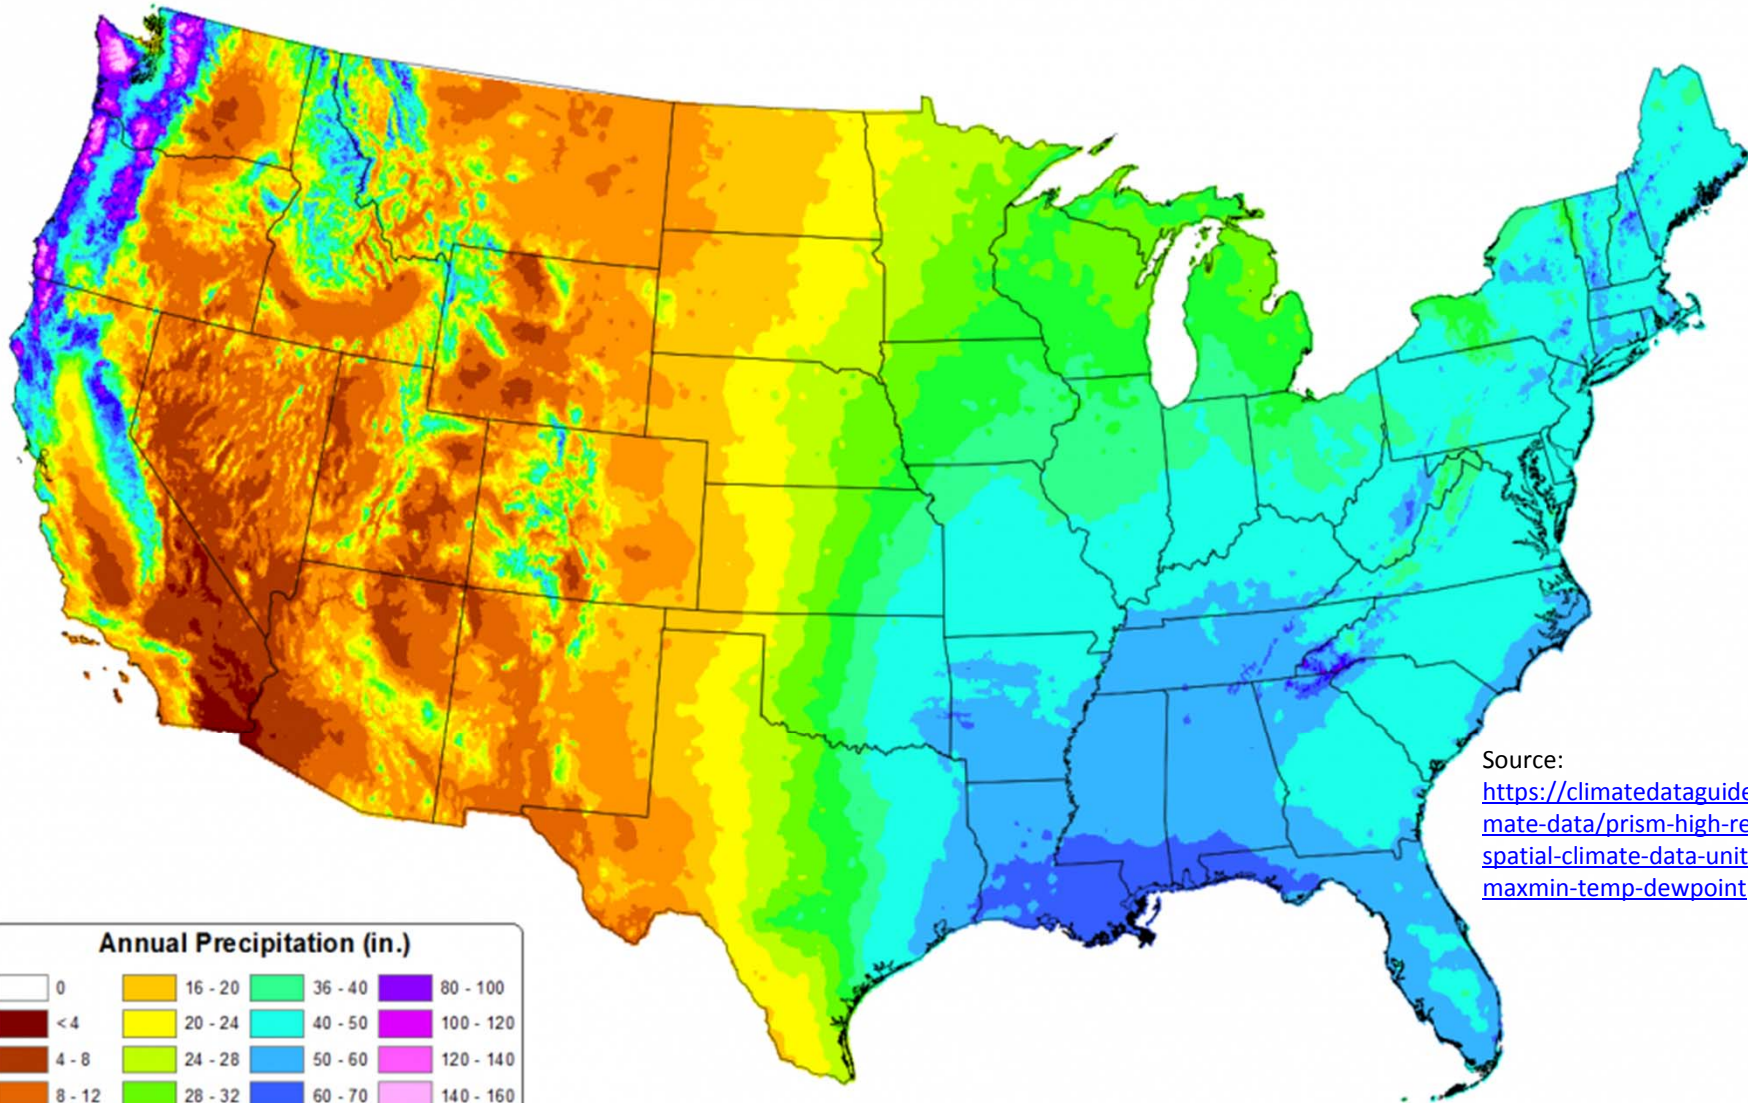 Source:
https://climatedataguide
mate-data/prism-high-re
spatial-climate-data-unit
maxmin-temp-dewpoint
Annual Precipitation (in.)
0 16 - 20 36 - 40 80 - 100
< 4 20 - 24 40 - 50 100 - 120
4 - 8 24 - 28 50 - 60 120 - 140
8 - 12 28 - 32 60 - 70 140 - 160